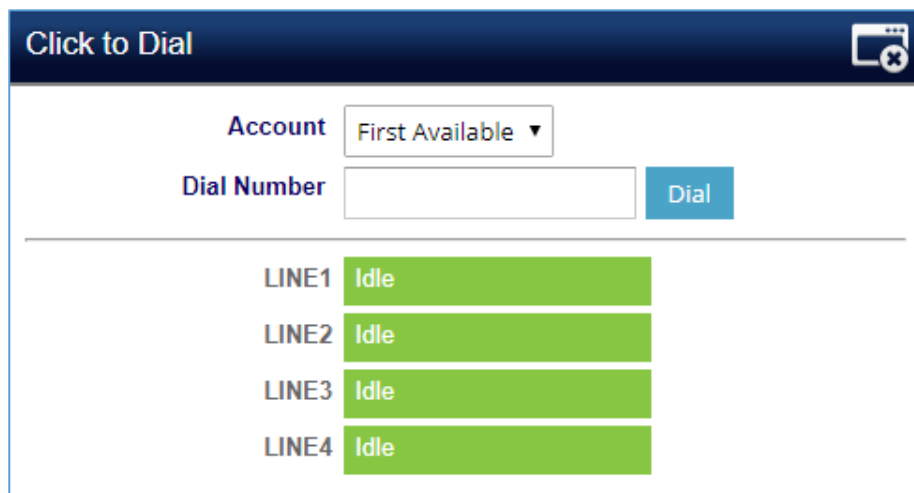 Click to Dial
Account First Available
Dial Number Dial
LINE1 Idle
LINE2 Idle
LINE3 Idle
LINE4 Idle